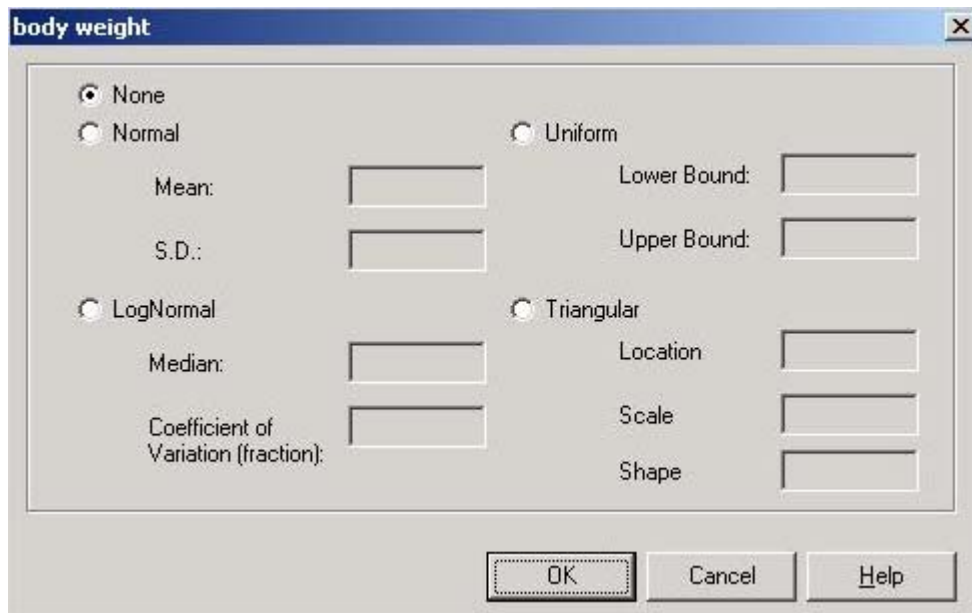 body weight
None
Normal
Mean:
S.D.:
Uniform
Lower Bound:
Upper Bound:
LogNormal
Median:
Coefficient of
Variation (fraction):
Triangular
Location
Scale
Shape
OK
Cancel
Help